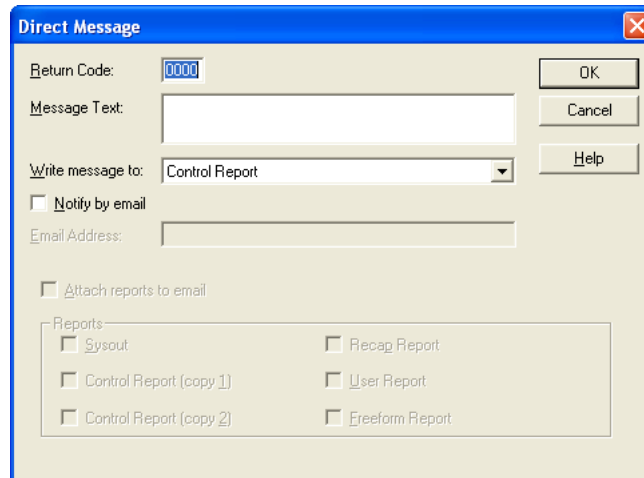 Direct Message
Return Code: 0000
OK
Message Text:
Cancel
Write message to: Control Report
Help
Notify by email
Email Address:
Attach reports to email
Reports
Sysout Recap Report
Control Report (copy 1) User Report
Control Report (copy 2) Freeform Report